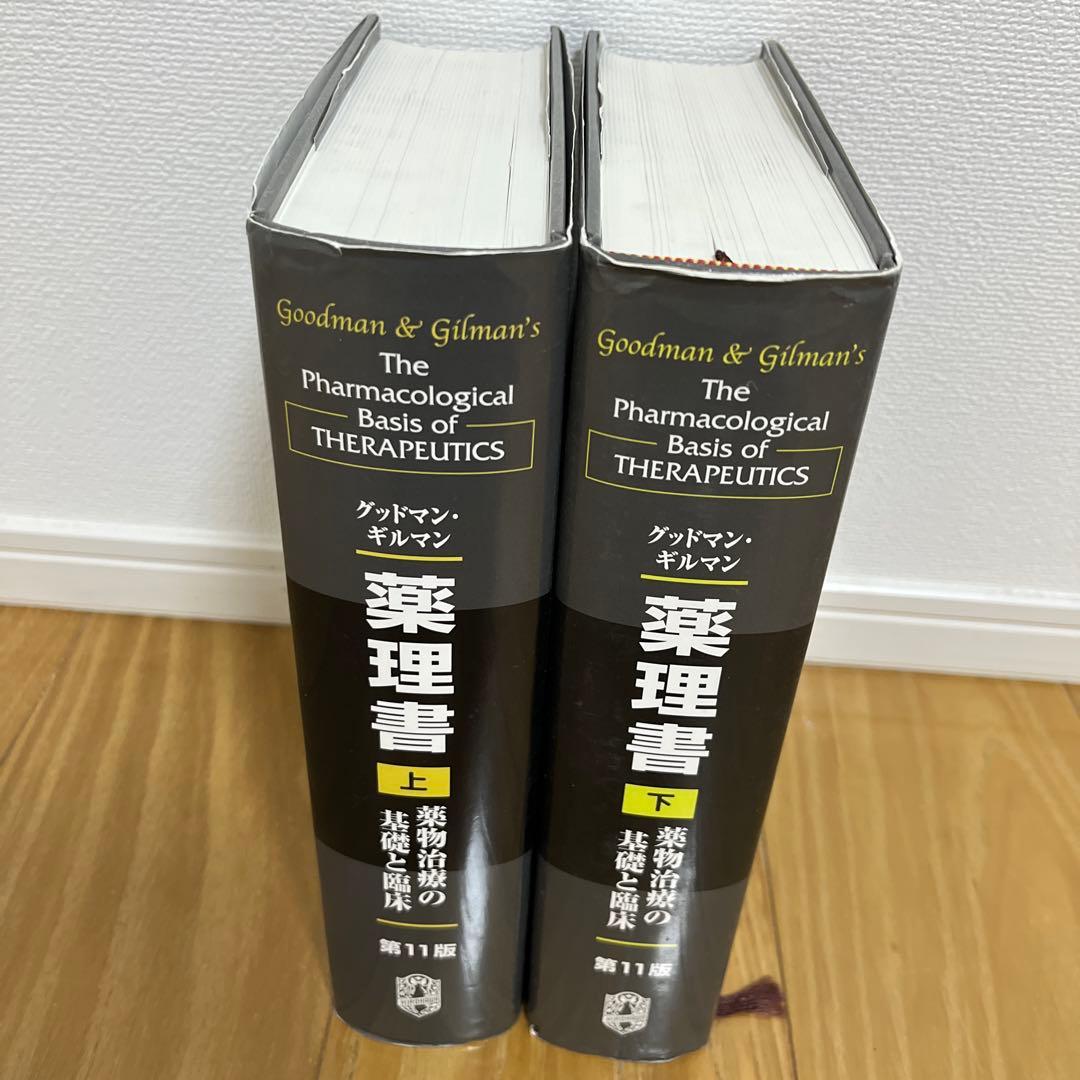 Goodman & Gilman's
The
Pharmacological
Basis of
THERAPEUTICS
グッドマン・
ギルマン
薬理書
上
薬物治療の
基礎と臨床
第11版
Goodman & Gilman's
The
Pharmacological
Basis of
THERAPEUTICS
グッドマン・
ギルマン
薬理書
下
薬物治療の
基礎と臨床
第11版